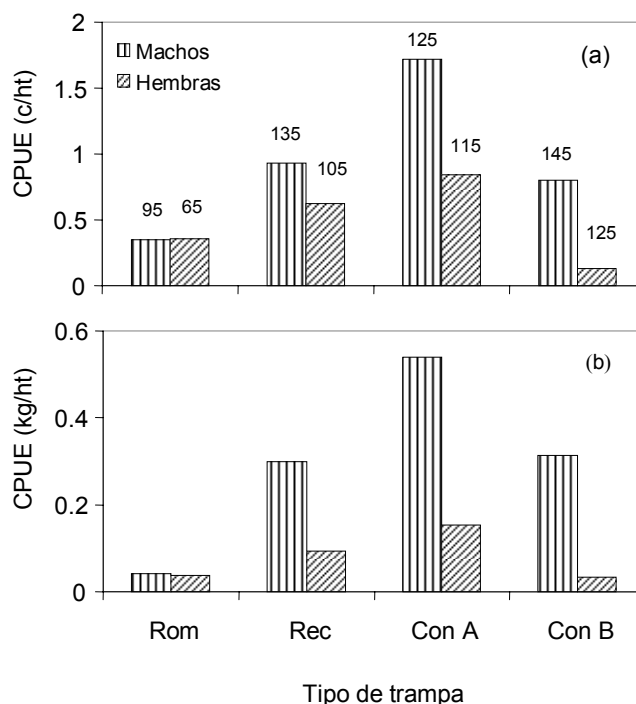 2
(a)
Machos
Hembras
125
CPUE (c/ht)
1.5
135
115
145
1
105
125
95
65
0.5
0
0.6
(b)
CPUE (kg/ht)
0.4
0.2
0
Rom
Rec
Con A
Con B
Tipo de trampa